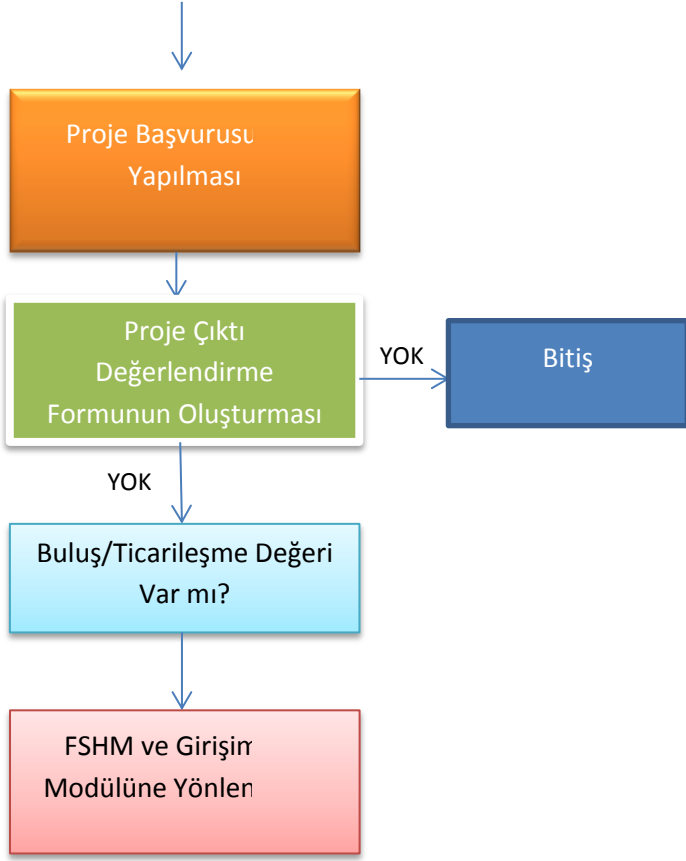 Proje Başvurusu
Yapılması
Proje Çıktı
Değerlendirme
Formunun Oluşturması
YOK
Bitiş
YOK
Buluş/Ticarileşme Değeri
Var mı?
FSHM ve Girişim
Modülüne Yönlen